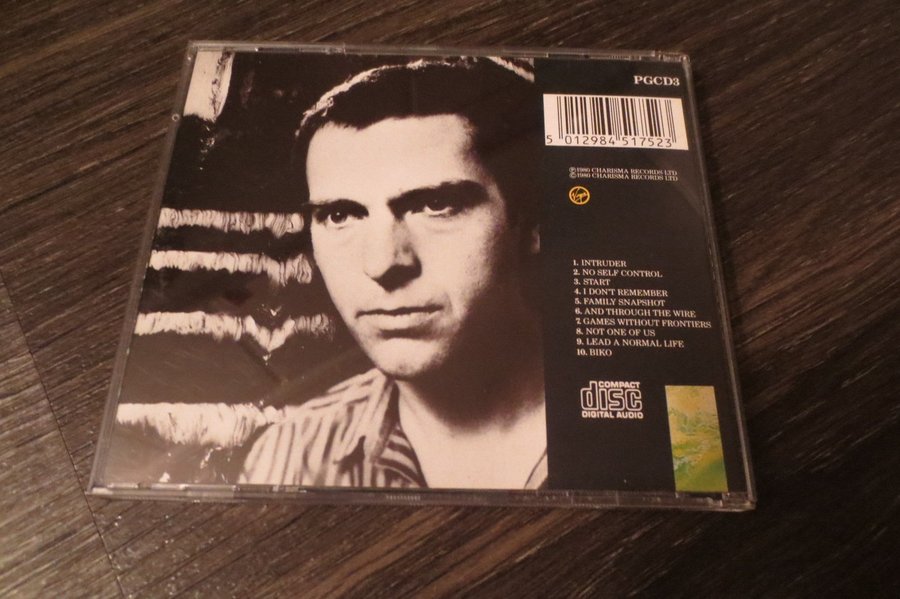 PGCD3
5 012984 517523
℗1980 CHARISMA RECORDS LTD
©1980 CHARISMA RECORDS LTD
Virgin
1. INTRUDER
2. NO SELF CONTROL
3. START
4. I DON'T REMEMBER
5. FAMILY SNAPSHOT
6. AND THROUGH THE WIRE
7. GAMES WITHOUT FRONTIERS
8. NOT ONE OF US
9. LEAD A NORMAL LIFE
10. BIKO
COMPACT
disc
DIGITAL AUDIO